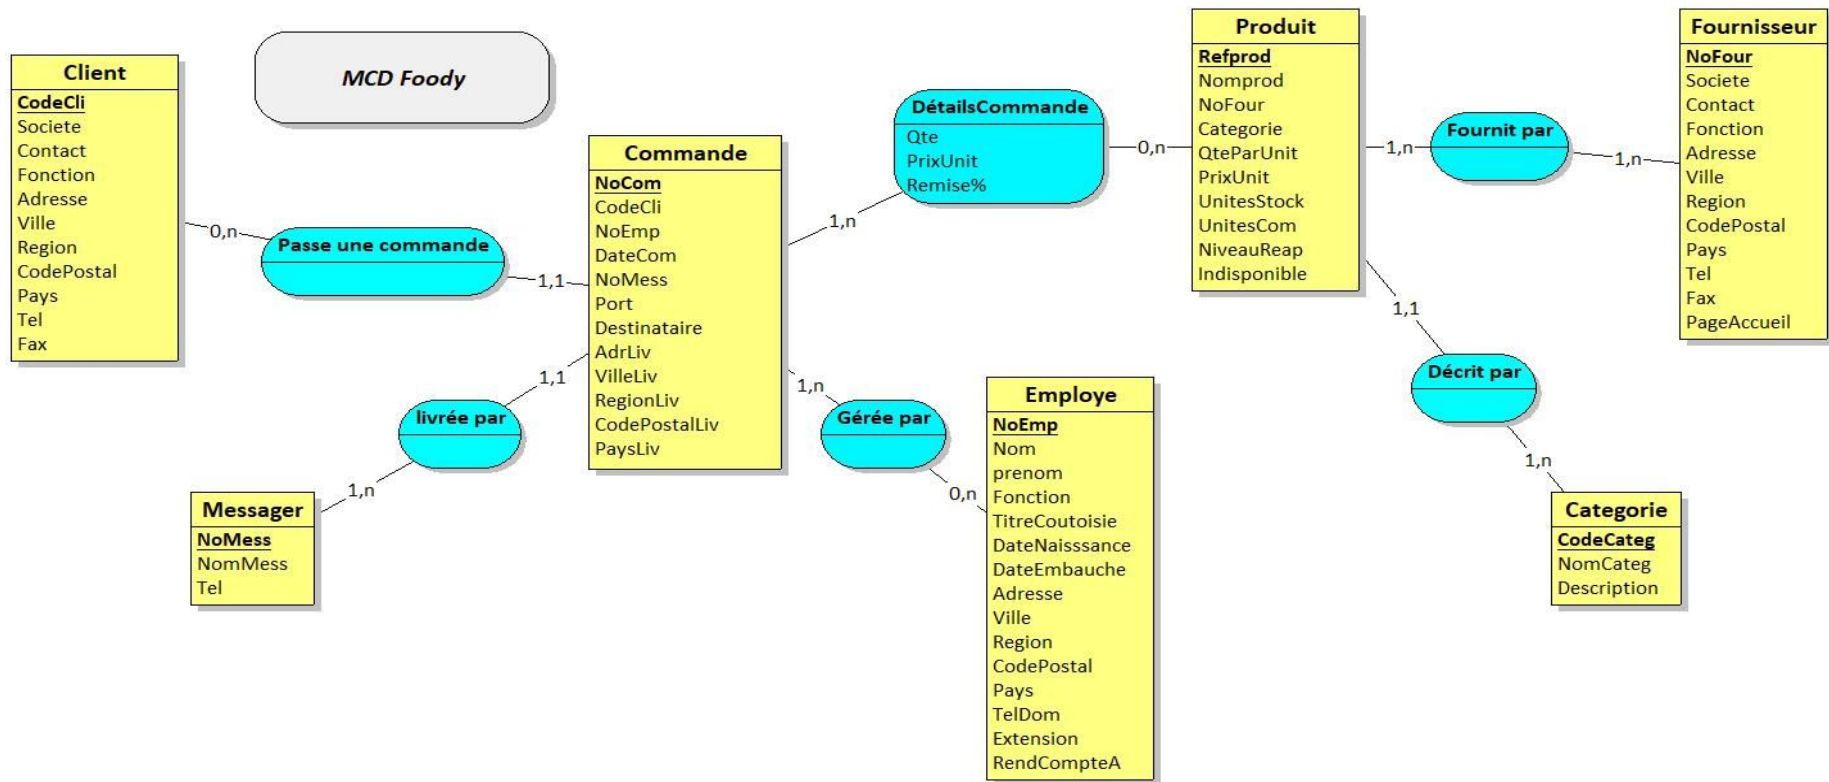 MCD Foody
Client
CodeCli
Societe
Contact
Fonction
Adresse
Ville
Region
CodePostal
Pays
Tel
Fax
0,n
Passe une commande
1,1
Commande
NoCom
CodeCli
NoEmp
DateCom
NoMess
Port
Destinataire
AdrLiv
VilleLiv
RegionLiv
CodePostalLiv
PaysLiv
1,1
livrée par
1,n
Messager
NoMess
NomMess
Tel
1,n
Gérée par
0,n
Employe
NoEmp
Nom
prenom
Fonction
TitreCoutoisie
DateNaisssance
DateEmbauche
Adresse
Ville
Region
CodePostal
Pays
TelDom
Extension
RendCompteA
1,n
DétailsCommande
Qte
PrixUnit
Remise%
0,n
Produit
Refprod
Nomprod
NoFour
Categorie
QteParUnit
PrixUnit
UnitesStock
UnitesCom
NiveauReap
Indisponible
1,n
Fournit par
1,n
Fournisseur
NoFour
Societe
Contact
Fonction
Adresse
Ville
Region
CodePostal
Pays
Tel
Fax
PageAccueil
1,1
Décrit par
1,n
Categorie
CodeCateg
NomCateg
Description